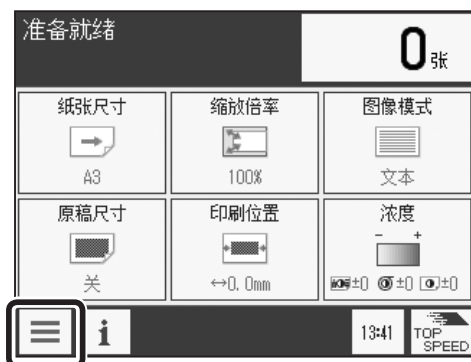 准备就绪
0张
纸张尺寸 缩放倍率 图像模式
A3 100% 文本
原稿尺寸 印刷位置 浓度
- +
关 ↔0.0mm ±0 ±0 ±0
i 13:41 TOP
SPEED